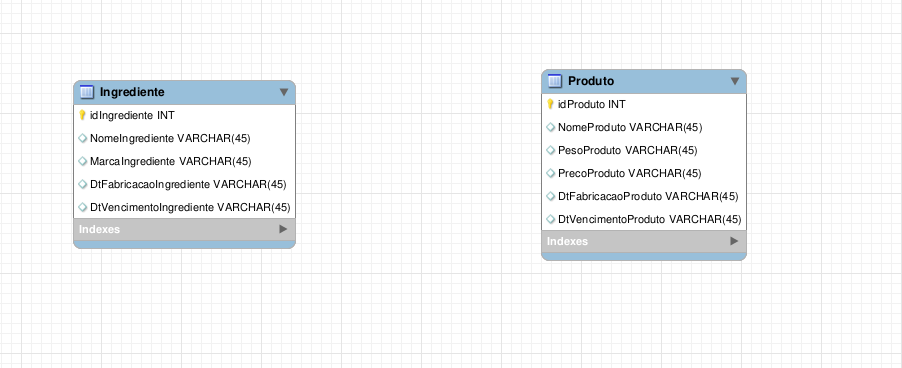 Ingrediente
idIngrediente INT
NomeIngrediente VARCHAR(45)
MarcaIngrediente VARCHAR(45)
DtFabricacaoIngrediente VARCHAR(45)
DtVencimentoIngrediente VARCHAR(45)
Indexes
Produto
idProduto INT
NomeProduto VARCHAR(45)
PesoProduto VARCHAR(45)
PrecoProduto VARCHAR(45)
DtFabricacaoProduto VARCHAR(45)
DtVencimentoProduto VARCHAR(45)
Indexes